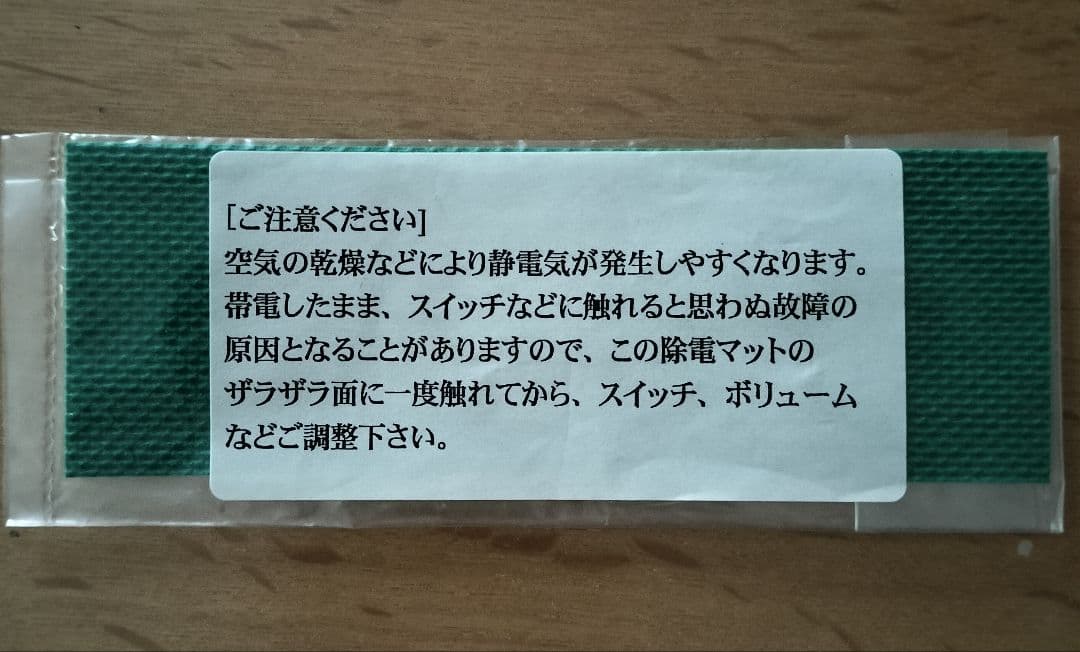 [ご注意ください]
空気の乾燥などにより静電気が発生しやすくなります。
帯電したまま、スイッチなどに触れると思わぬ故障の
原因となることがありますので、この除電マットの
ザラザラ面に一度触れてから、スイッチ、ボリューム
などご調整下さい。